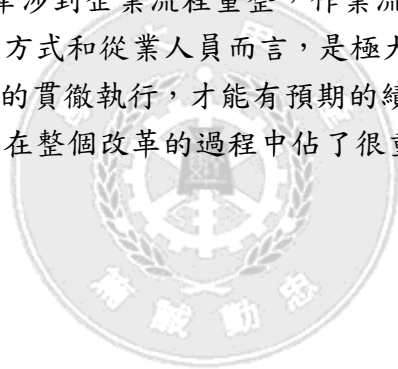 牽涉到企業流程重整，作業流
方式和從業人員而言，是極大
的貫徹執行，才能有預期的績
在整個改革的過程中佔了很重
誠勤